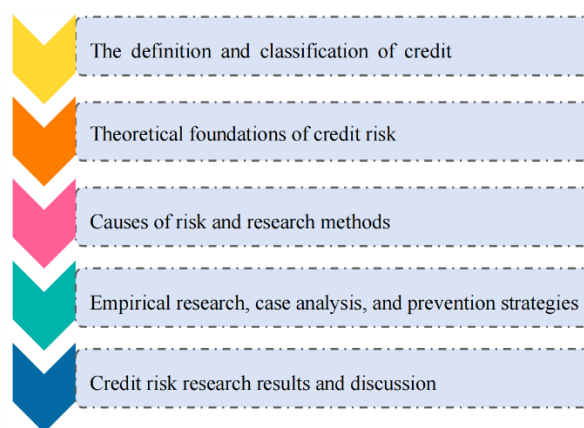 The definition and classification of credit
Theoretical foundations of credit risk
Causes of risk and research methods
Empirical research, case analysis, and prevention strategies
Credit risk research results and discussion